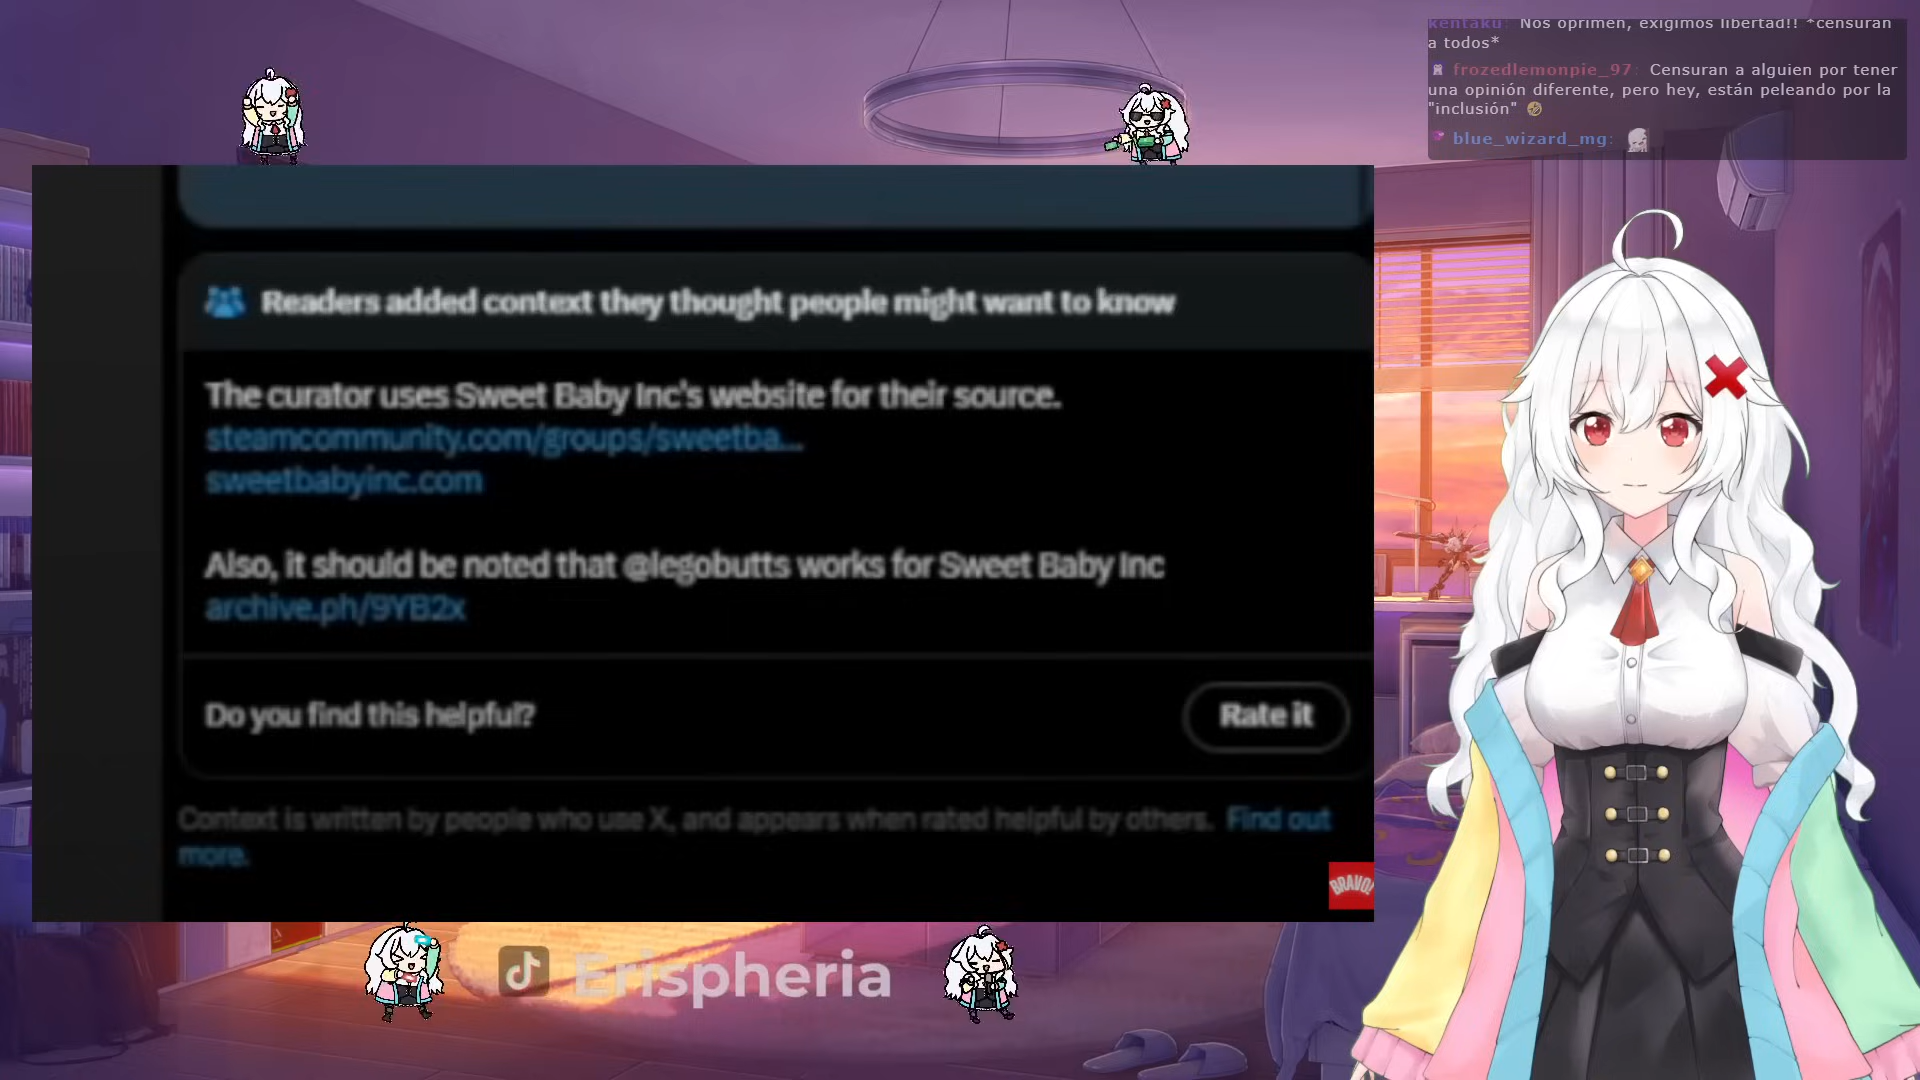 kentaku: Nos oprimen, exigimos libertad!! *censuran
a todos*
frozedlemonpie_97: Censuran a alguien por tener
una opinión diferente, pero hey, están peleando por la
"inclusión"
blue_wizard_mg:
Readers added context they thought people might want to know
The curator uses Sweet Baby Inc's website for their source.
steamcommunity.com/groups/sweetba...
sweetbabyinc.com
Also, it should be noted that @legobutts works for Sweet Baby Inc
archive.ph/9YB2x
Do you find this helpful?
Rate it
Context is written by people who use X, and appears when rated helpful by others. Find out
more.
BRAVO!
Erispheria